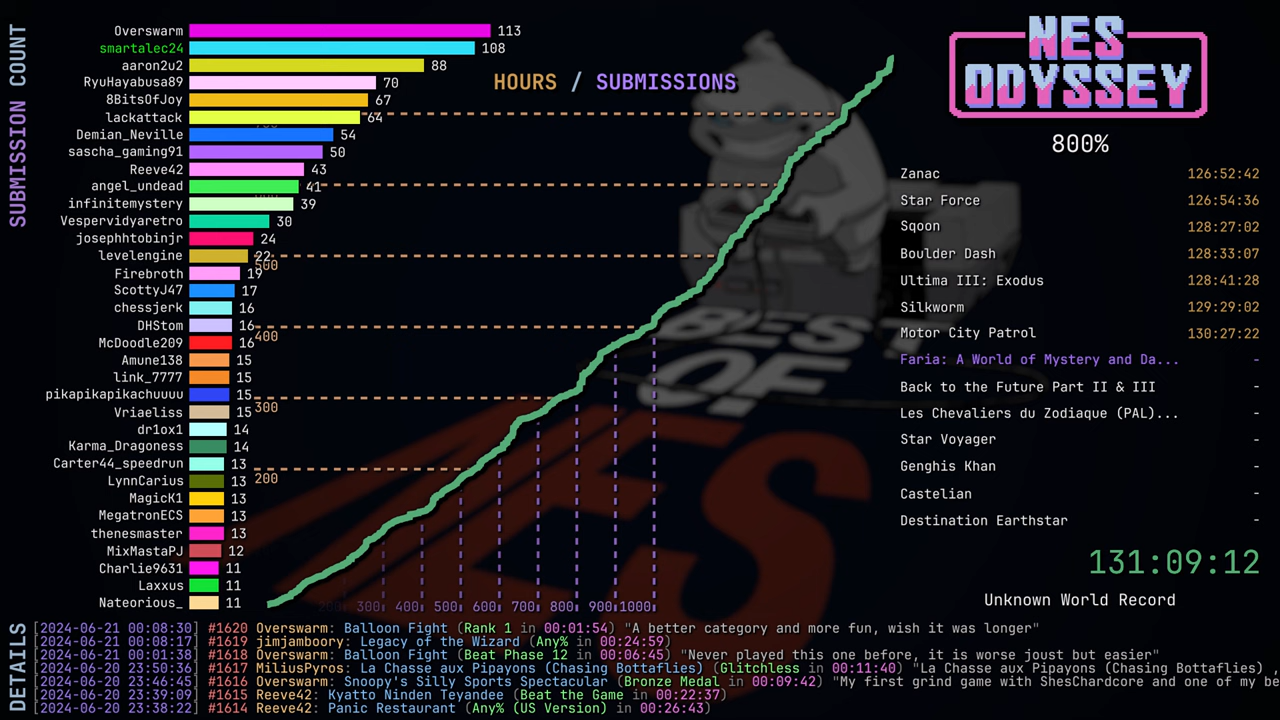 SUBMISSION COUNT
Overswarm 113
smartalec24 108
aaron2u2 88
RyuHayabusa89 70
8BitsOfJoy 67
lackattack 64
Demian_Neville 54
sascha_gaming91 50
Reeve42 43
angel_undead 41
infinitemystery 39
Vespervidyaretro 30
josephhtobinjr 24
levelengine 22
Firebroth 19
ScottyJ47 17
chessjerk 16
DHStom 16
McDoodle209 16
Amune138 15
link_7777 15
pikapikapikachuuuu 15
Vriaeliss 15
dr1ox1 14
Karma_Dragoness 14
Carter44_speedrun 13
LynnCarius 13
MagicK1 13
MegatronECS 13
thenesmaster 13
MixMastaPJ 12
Charlie9631 11
Laxxus 11
Nateorious_ 11
HOURS / SUBMISSIONS
500
400
300
200
200 300 400 500 600 700 800 900 1000
BEST
OF
NES
NES
ODYSSEY
800%
Zanac 126:52:42
Star Force 126:54:36
Sqoon 128:27:02
Boulder Dash 128:33:07
Ultima III: Exodus 128:41:28
Silkworm 129:29:02
Motor City Patrol 130:27:22
Faria: A World of Mystery and Da... -
Back to the Future Part II & III -
Les Chevaliers du Zodiaque (PAL)... -
Star Voyager -
Genghis Khan -
Castelian -
Destination Earthstar -
131:09:12
Unknown World Record
DETAILS
[2024-06-21 00:08:30] #1620 Overswarm: Balloon Fight (Rank 1 in 00:01:54) "A better category and more fun, wish it was longer"
[2024-06-21 00:08:17] #1619 jimjamboory: Legacy of the Wizard (Any% in 00:24:59)
[2024-06-21 00:01:38] #1618 Overswarm: Balloon Fight (Beat Phase 12 in 00:06:45) "Never played this one before, it is worse joust but easier"
[2024-06-20 23:50:36] #1617 MiliusPyros: La Chasse aux Pipayons (Chasing Bottaflies) (Glitchless in 00:11:40) "La Chasse aux Pipayons (Chasing Bottaflies)
[2024-06-20 23:46:45] #1616 Overswarm: Snoopy's Silly Sports Spectacular (Bronze Medal in 00:09:42) "My first grind game with ShesChardcore and one of my be
[2024-06-20 23:39:09] #1615 Reeve42: Kyatto Ninden Teyandee (Beat the Game in 00:22:37)
[2024-06-20 23:38:22] #1614 Reeve42: Panic Restaurant (Any% (US Version) in 00:26:43)